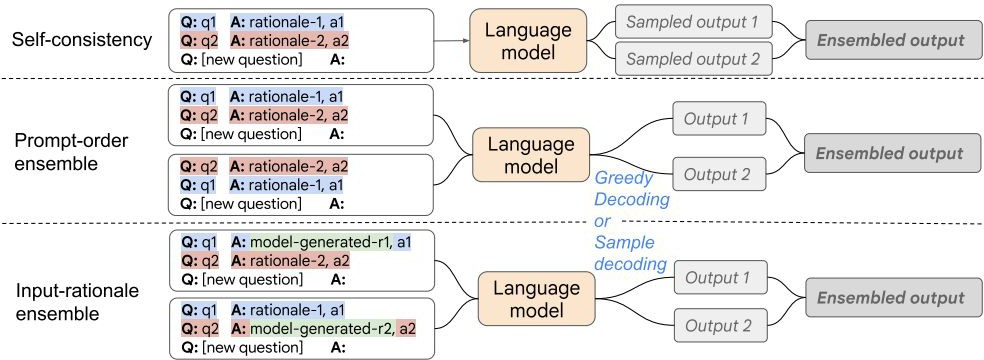 Self-consistency
Q: q1 A: rationale-1, a1
Q: q2 A: rationale-2, a2
Q: [new question] A:
Language
model
Sampled output 1
Sampled output 2
Ensembled output
Prompt-order
ensemble
Q: q1 A: rationale-1, a1
Q: q2 A: rationale-2, a2
Q: [new question] A:
Q: q2 A: rationale-2, a2
Q: q1 A: rationale-1, a1
Q: [new question] A:
Language
model
Output 1
Output 2
Ensembled output
Greedy
Decoding
or
Sample
decoding
Input-rationale
ensemble
Q: q1 A: model-generated-r1, a1
Q: q2 A: rationale-2, a2
Q: [new question] A:
Q: q1 A: rationale-1, a1
Q: q2 A: model-generated-r2, a2
Q: [new question] A:
Language
model
Output 1
Output 2
Ensembled output